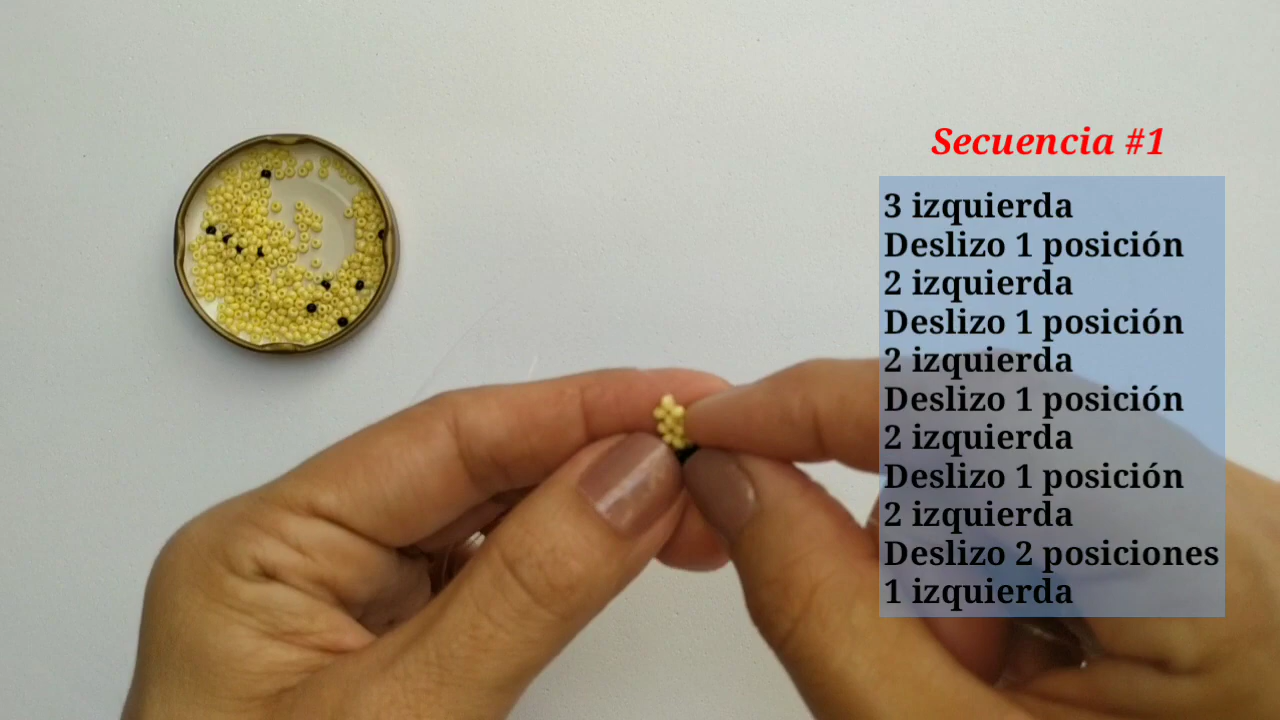 Secuencia #1
3 izquierda
Deslizo 1 posición
2 izquierda
Deslizo 1 posición
2 izquierda
Deslizo 1 posición
2 izquierda
Deslizo 1 posición
2 izquierda
Deslizo 2 posiciones
1 izquierda